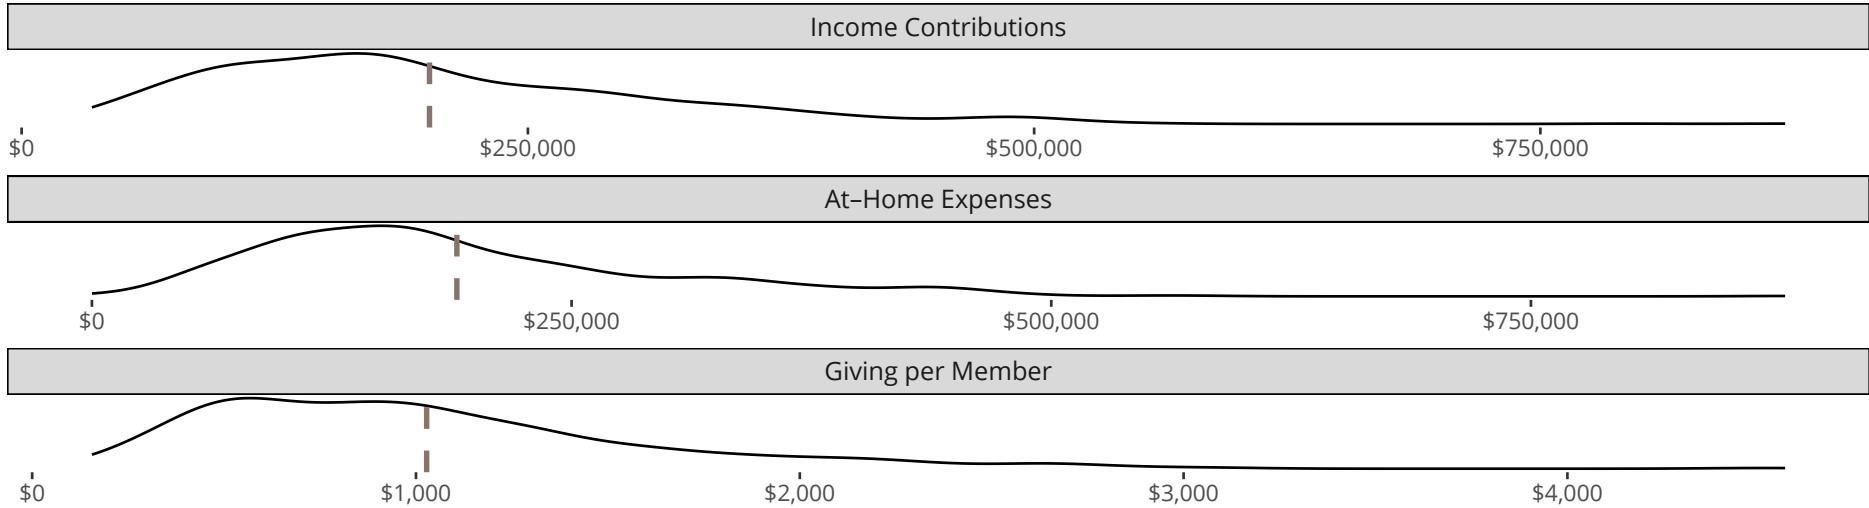 Income Contributions
$0 $250,000 $500,000 $750,000
At–Home Expenses
$0 $250,000 $500,000 $750,000
Giving per Member
$0 $1,000 $2,000 $3,000 $4,000